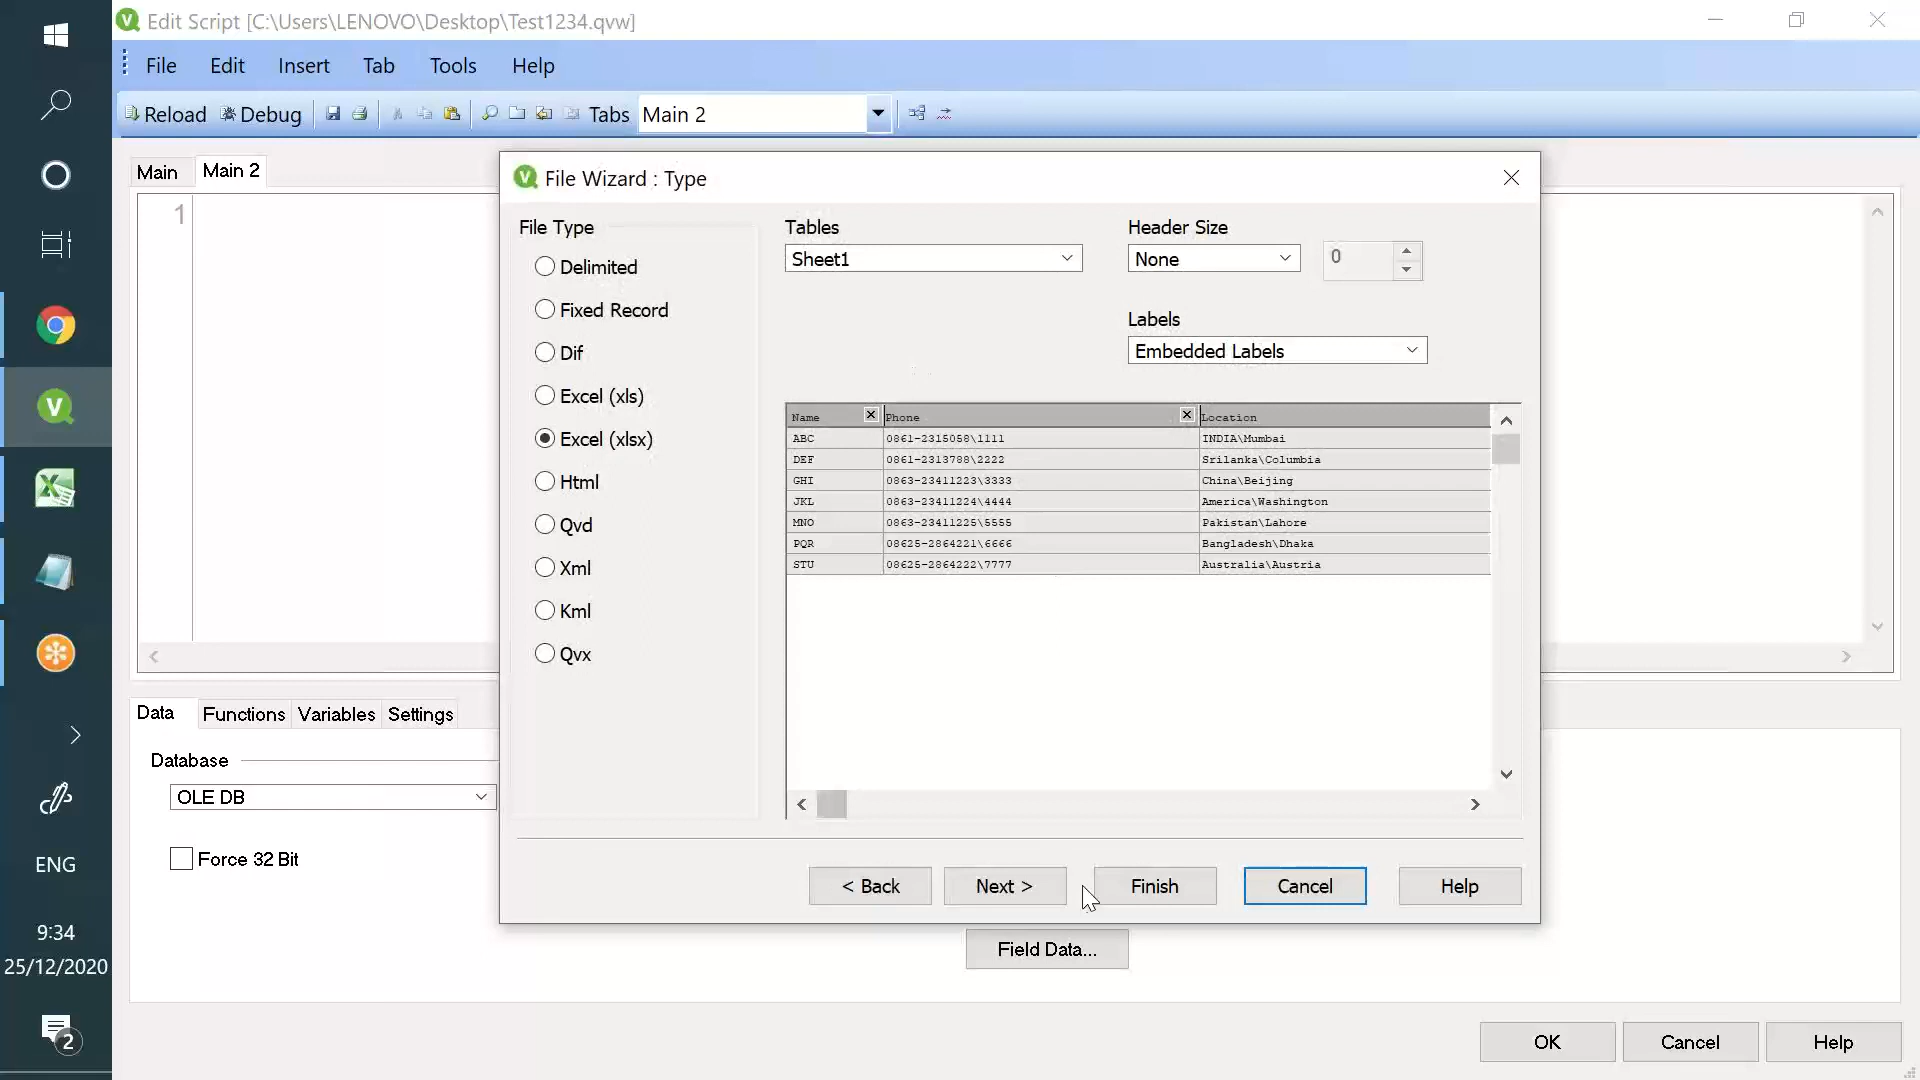 Edit Script [C:\Users\LENOVO\Desktop\Test1234.qvw]
File Edit Insert Tab Tools Help
Reload Debug Tabs Main 2
Main Main 2
1
File Wizard : Type
File Type
Delimited
Fixed Record
Dif
Excel (xls)
Excel (xlsx)
Html
Qvd
Xml
Kml
Qvx
Tables
Sheet1
Header Size
None 0
Labels
Embedded Labels
Name Phone Location
ABC 0861-2315058\1111 INDIA\Mumbai
DEF 0861-2313788\2222 Srilanka\Columbia
GHI 0863-23411223\3333 China\Beijing
JKL 0863-23411224\4444 America\Washington
MNO 0863-23411225\5555 Pakistan\Lahore
PQR 08625-2864221\6666 Bangladesh\Dhaka
STU 08625-2864222\7777 Australia\Austria
< Back Next > Finish Cancel Help
Data Functions Variables Settings
Database
OLE DB
Force 32 Bit
Field Data...
OK Cancel Help
ENG
9:34
25/12/2020
2